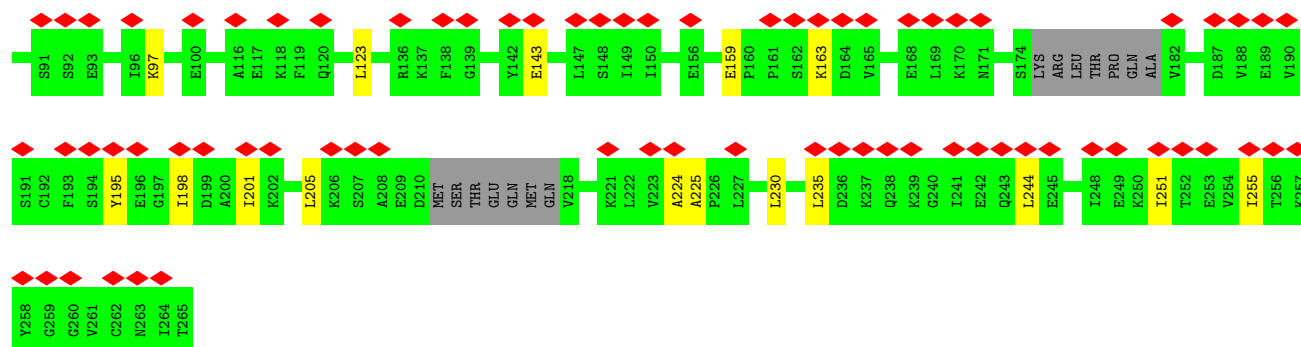 S91 S92 E93 I96 K97 E100 A116 E117 K118 F119 Q120 L123 R136 K137 F138 G139 Y142 E143 L147 S148 I149 I150 E156 E159 P160 P161 S162 K163 D164 V165 E168 L169 K170 N171 S174 LYS ARG LEU THR PRO GLN ALA V182 D187 V188 E189 V190
S191 C192 F193 S194 Y195 E196 G197 I198 D199 A200 I201 K202 L205 K206 S207 A208 E209 D210 MET SER THR GLU GLN MET GLN V218 K221 L222 V223 A224 A225 P226 L227 L230 L235 D236 K237 Q238 K239 G240 I241 E242 Q243 L244 E245 I248 E249 K250 I251 T252 E253 V254 I255 T256 K257
Y258 G259 G260 V261 C262 N263 I264 T265